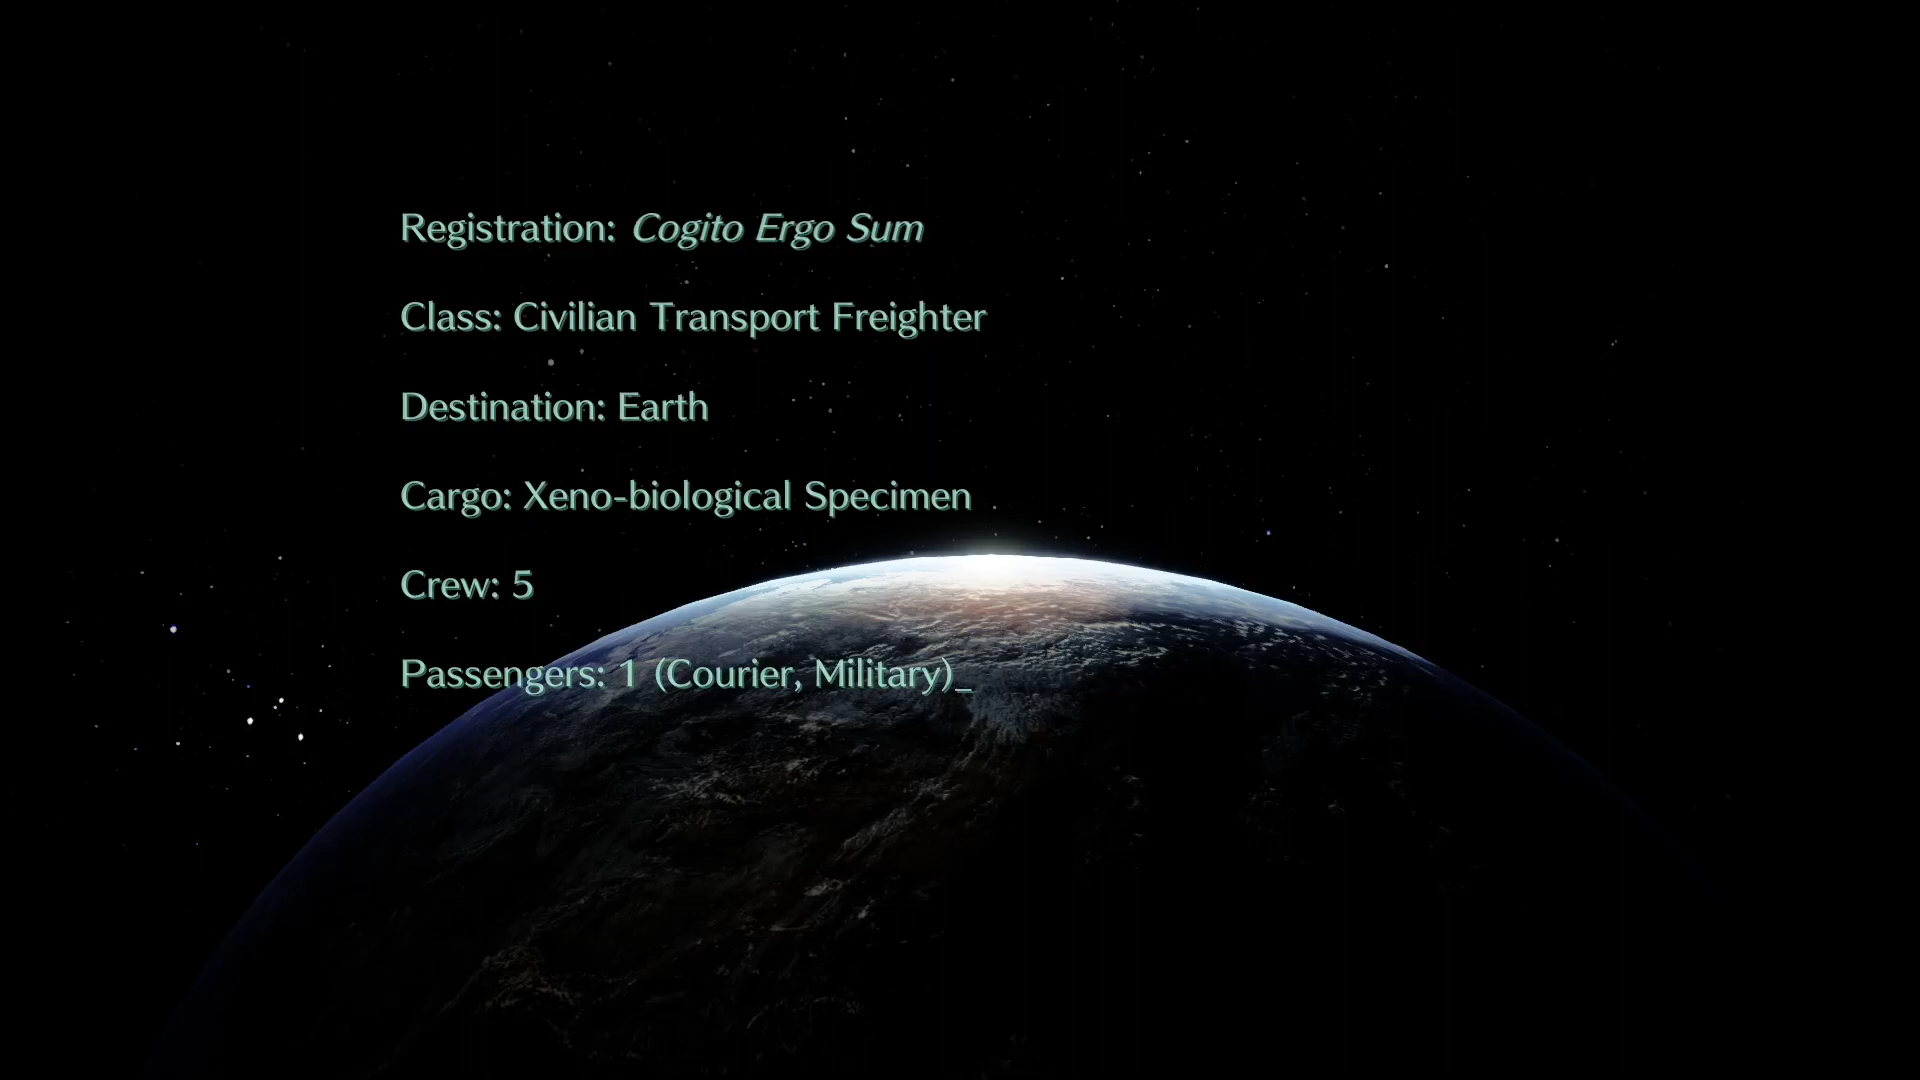 Registration: Cogito Ergo Sum
Class: Civilian Transport Freighter
Destination: Earth
Cargo: Xeno-biological Specimen
Crew: 5
Passengers: 1 (Courier, Military)_